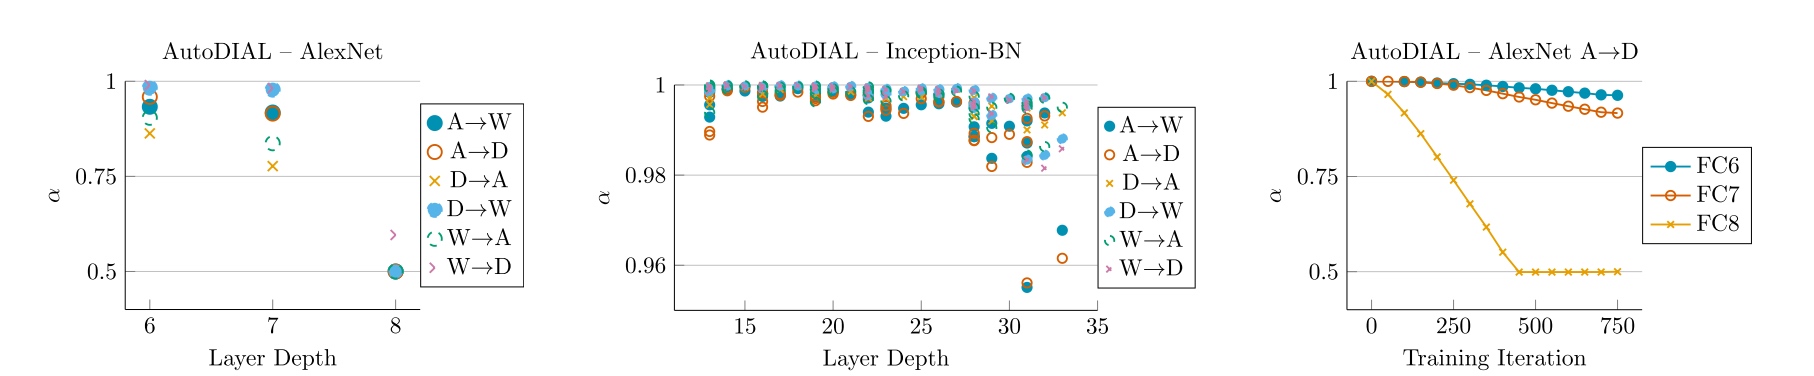 AutoDIAL – AlexNet
1
0.75
0.5
α
6 7 8
Layer Depth
A→W
A→D
D→A
D→W
W→A
W→D
AutoDIAL – Inception-BN
1
0.98
0.96
α
15 20 25 30 35
Layer Depth
A→W
A→D
D→A
D→W
W→A
W→D
AutoDIAL – AlexNet A→D
1
0.75
0.5
α
0 250 500 750
Training Iteration
FC6
FC7
FC8